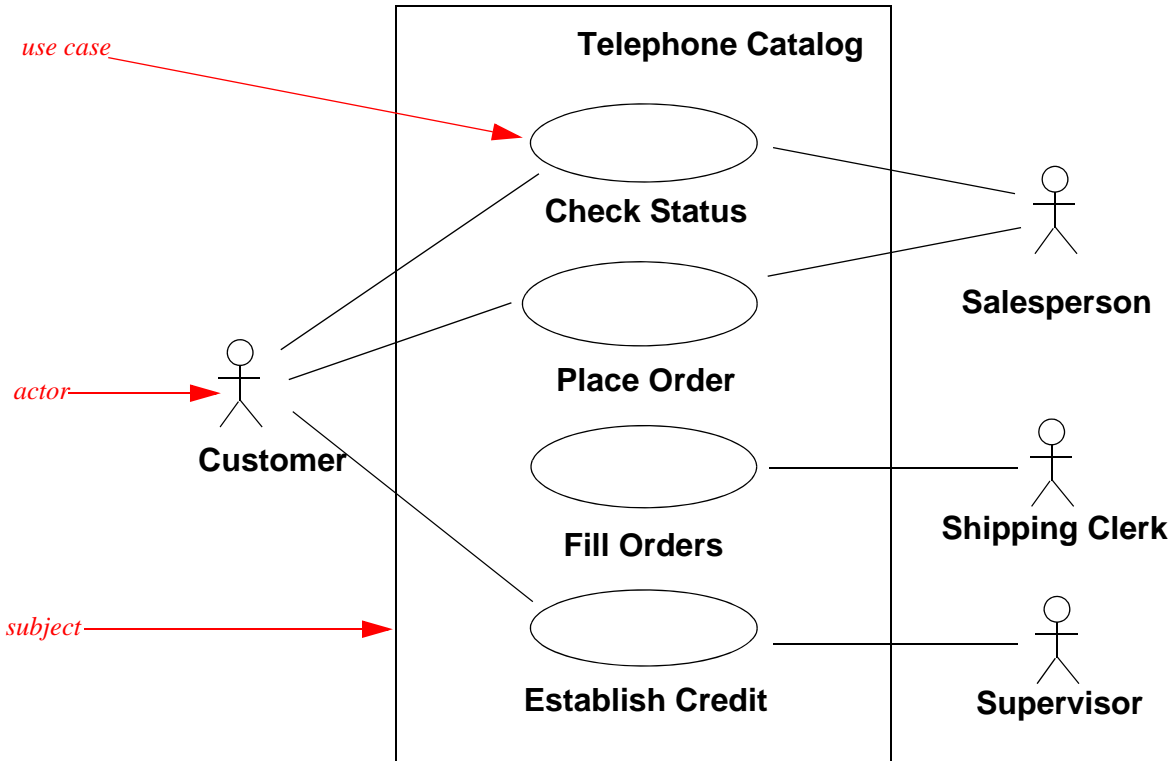 use case
Telephone Catalog
Check Status
Salesperson
Place Order
actor
Customer
Fill Orders
Shipping Clerk
subject
Establish Credit
Supervisor